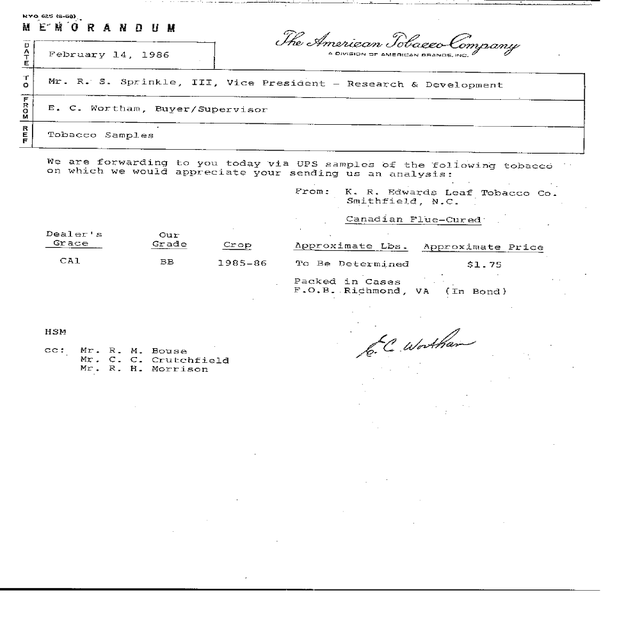 NYO 625 (6-68)
MEMORANDUM
The American Tobacco Company
A DIVISION OF AMERICAN BRANDS, INC.
DATE February 14, 1986
TO Mr. R. S. Sprinkle, III, Vice President - Research & Development
FROM E. C. Wortham, Buyer/Supervisor
REF Tobacco Samples
We are forwarding to you today via UPS samples of the following tobacco
on which we would appreciate your sending us an analysis:
From: K. R. Edwards Leaf Tobacco Co.
Smithfield, N.C.
Canadian Flue-Cured
Dealer's Our
Grace Grade Crop Approximate Lbs. Approximate Price
CA1 BB 1985-86 To Be Determined $1.75
Packed in Cases
F.O.B. Richmond, VA (In Bond)
HSM
E.C. Wortham
cc: Mr. R. M. Bouse
Mr. C. C. Crutchfield
Mr. R. H. Morrison